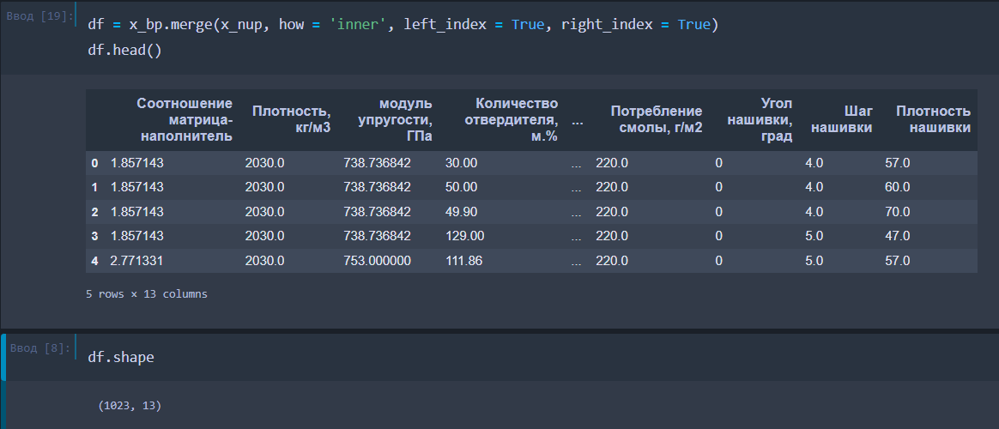 Ввод [19]:
df = x_bp.merge(x_nup, how = 'inner', left_index = True, right_index = True)
df.head()
Соотношение матрица-наполнитель Плотность, кг/м3 модуль упругости, ГПа Количество отвердителя, м.% ... Потребление смолы, г/м2 Угол нашивки, град Шаг нашивки Плотность нашивки
0 1.857143 2030.0 738.736842 30.00 ... 220.0 0 4.0 57.0
1 1.857143 2030.0 738.736842 50.00 ... 220.0 0 4.0 60.0
2 1.857143 2030.0 738.736842 49.90 ... 220.0 0 4.0 70.0
3 1.857143 2030.0 738.736842 129.00 ... 220.0 0 5.0 47.0
4 2.771331 2030.0 753.000000 111.86 ... 220.0 0 5.0 57.0
5 rows × 13 columns
Ввод [8]:
df.shape
(1023, 13)